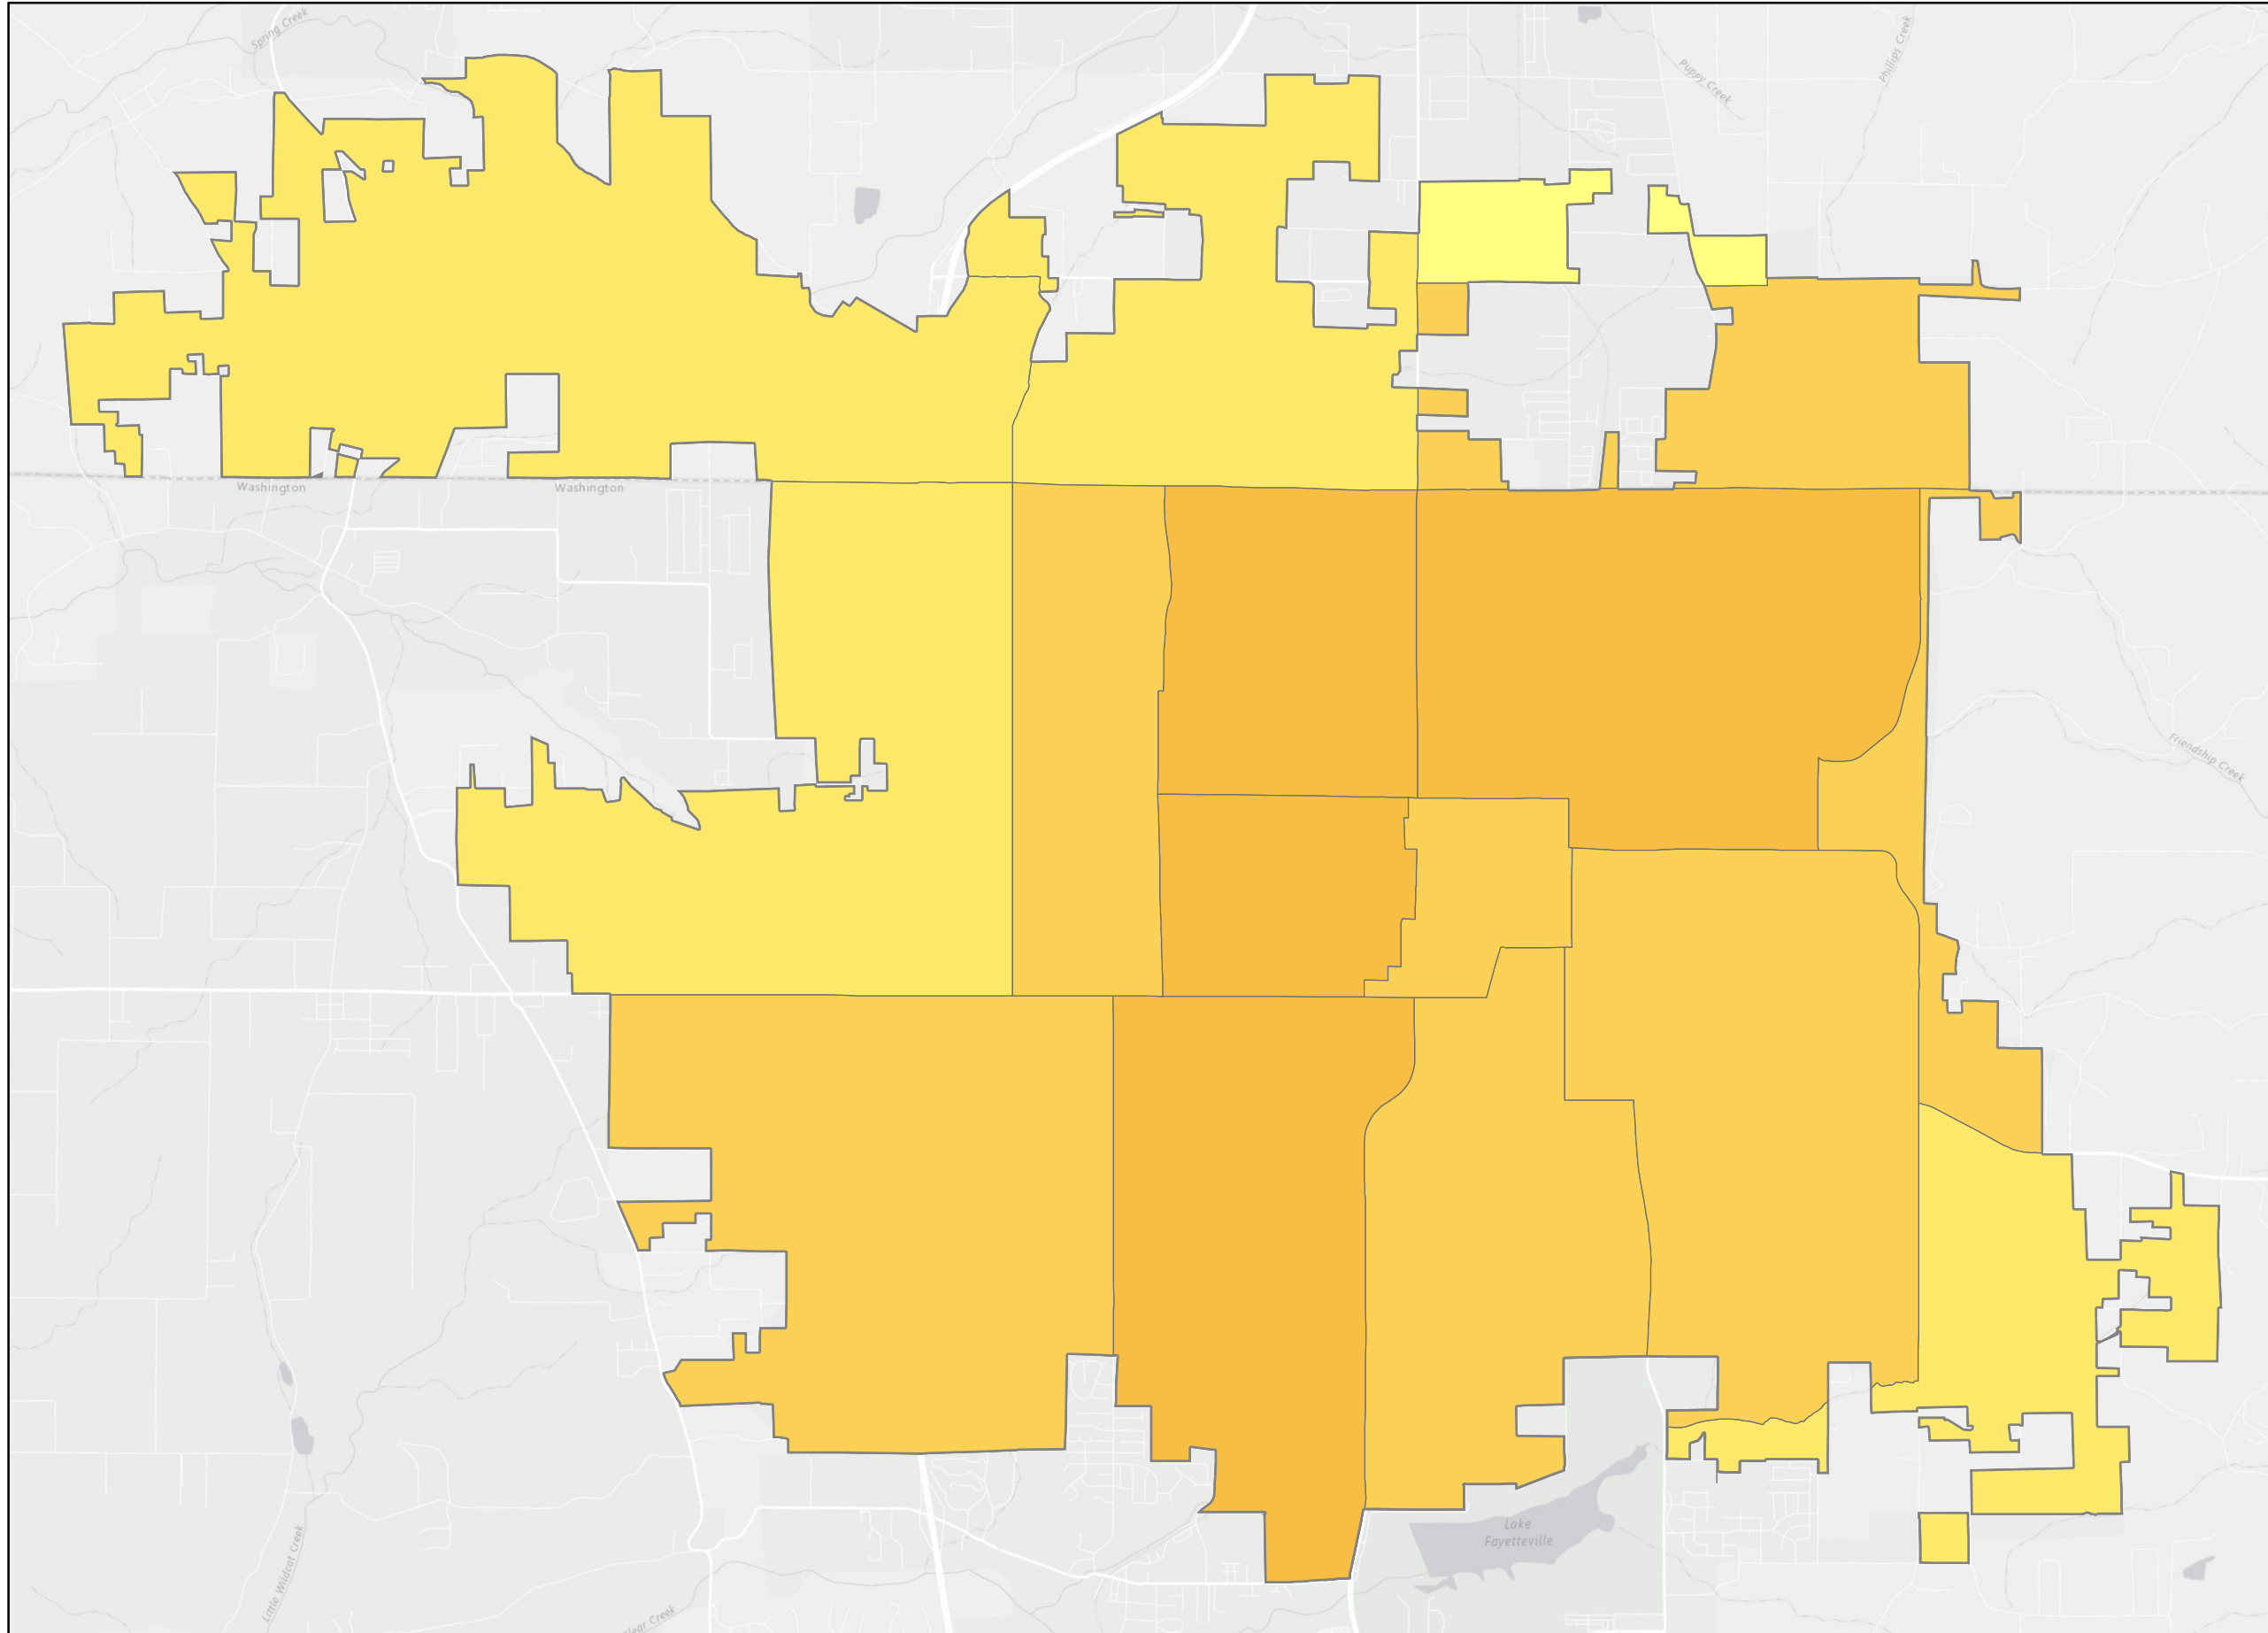 Spring Creek
Puppy Creek
Phillips Creek
Washington
Washington
Friendship Creek
Lake
Fayetteville
Little Wildcat Creek
Clear Creek